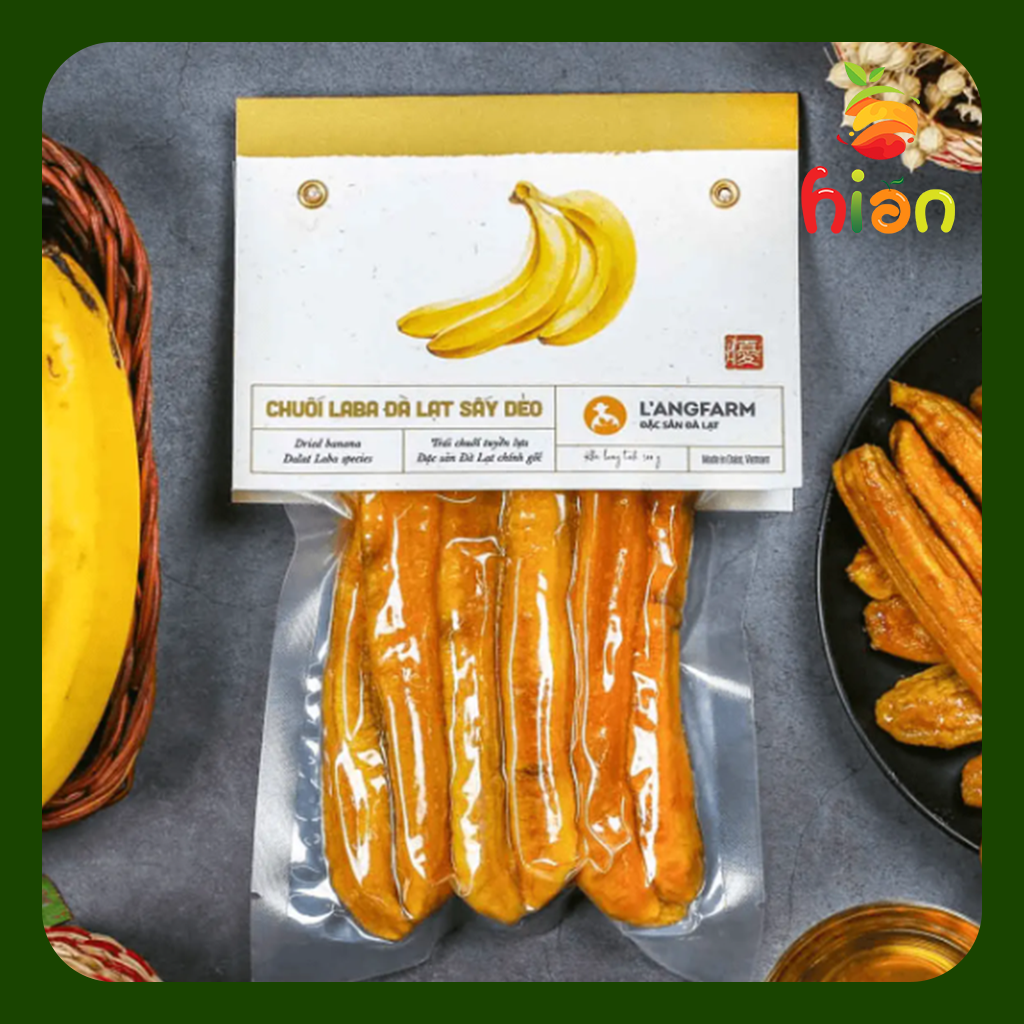 hiản
CHUỐI LABA ĐÀ LẠT SẤY DẺO
L'ANGFARM
ĐẶC SẢN ĐÀ LẠT
Dried banana
Dalat Laba species
Trái chuối tuyển lựa
Đặc sản Đà Lạt chính gốc
Made in Dalat, Vietnam